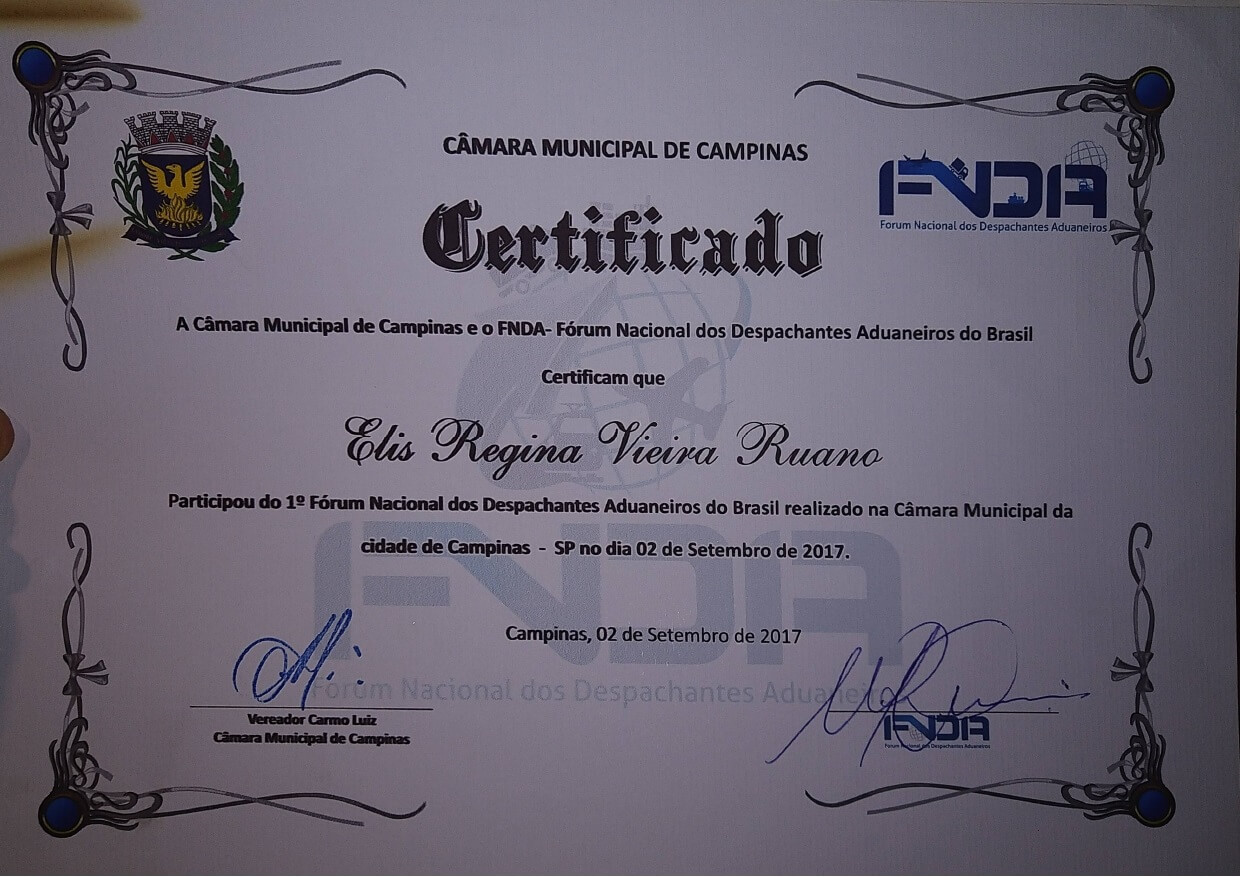 CÂMARA MUNICIPAL DE CAMPINAS
FNDA
Forum Nacional dos Despachantes Aduaneiros
Certificado
A Câmara Municipal de Campinas e o FNDA- Fórum Nacional dos Despachantes Aduaneiros do Brasil
Certificam que
Elis Regina Vieira Ruano
Participou do 1º Fórum Nacional dos Despachantes Aduaneiros do Brasil realizado na Câmara Municipal da
cidade de Campinas - SP no dia 02 de Setembro de 2017.
FNDA
Campinas, 02 de Setembro de 2017
Forum Nacional dos Despachantes Aduaneiro
Vereador Carmo Luiz
Câmara Municipal de Campinas
FNDA
Forum Nacional dos Despachantes Aduaneiros